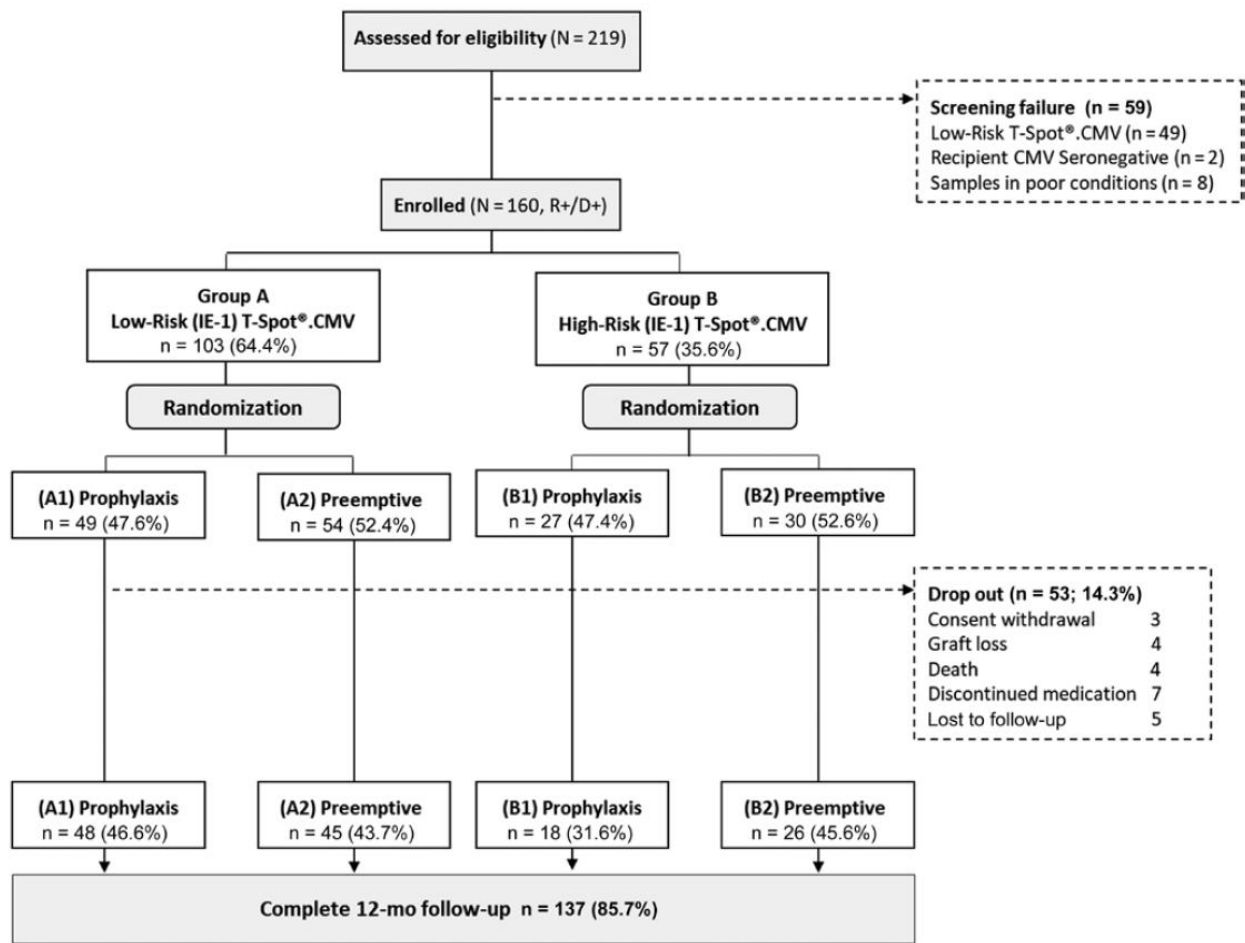 Assessed for eligibility (N = 219)
Screening failure (n = 59)
Low-Risk T-Spot®.CMV (n = 49)
Recipient CMV Seronegative (n = 2)
Samples in poor conditions (n = 8)
Enrolled (N = 160, R+/D+)
Group A
Low-Risk (IE-1) T-Spot®.CMV
n = 103 (64.4%)
Group B
High-Risk (IE-1) T-Spot®.CMV
n = 57 (35.6%)
Randomization
Randomization
(A1) Prophylaxis
n = 49 (47.6%)
(A2) Preemptive
n = 54 (52.4%)
(B1) Prophylaxis
n = 27 (47.4%)
(B2) Preemptive
n = 30 (52.6%)
Drop out (n = 53; 14.3%)
Consent withdrawal 3
Graft loss 4
Death 4
Discontinued medication 7
Lost to follow-up 5
(A1) Prophylaxis
n = 48 (46.6%)
(A2) Preemptive
n = 45 (43.7%)
(B1) Prophylaxis
n = 18 (31.6%)
(B2) Preemptive
n = 26 (45.6%)
Complete 12-mo follow-up n = 137 (85.7%)